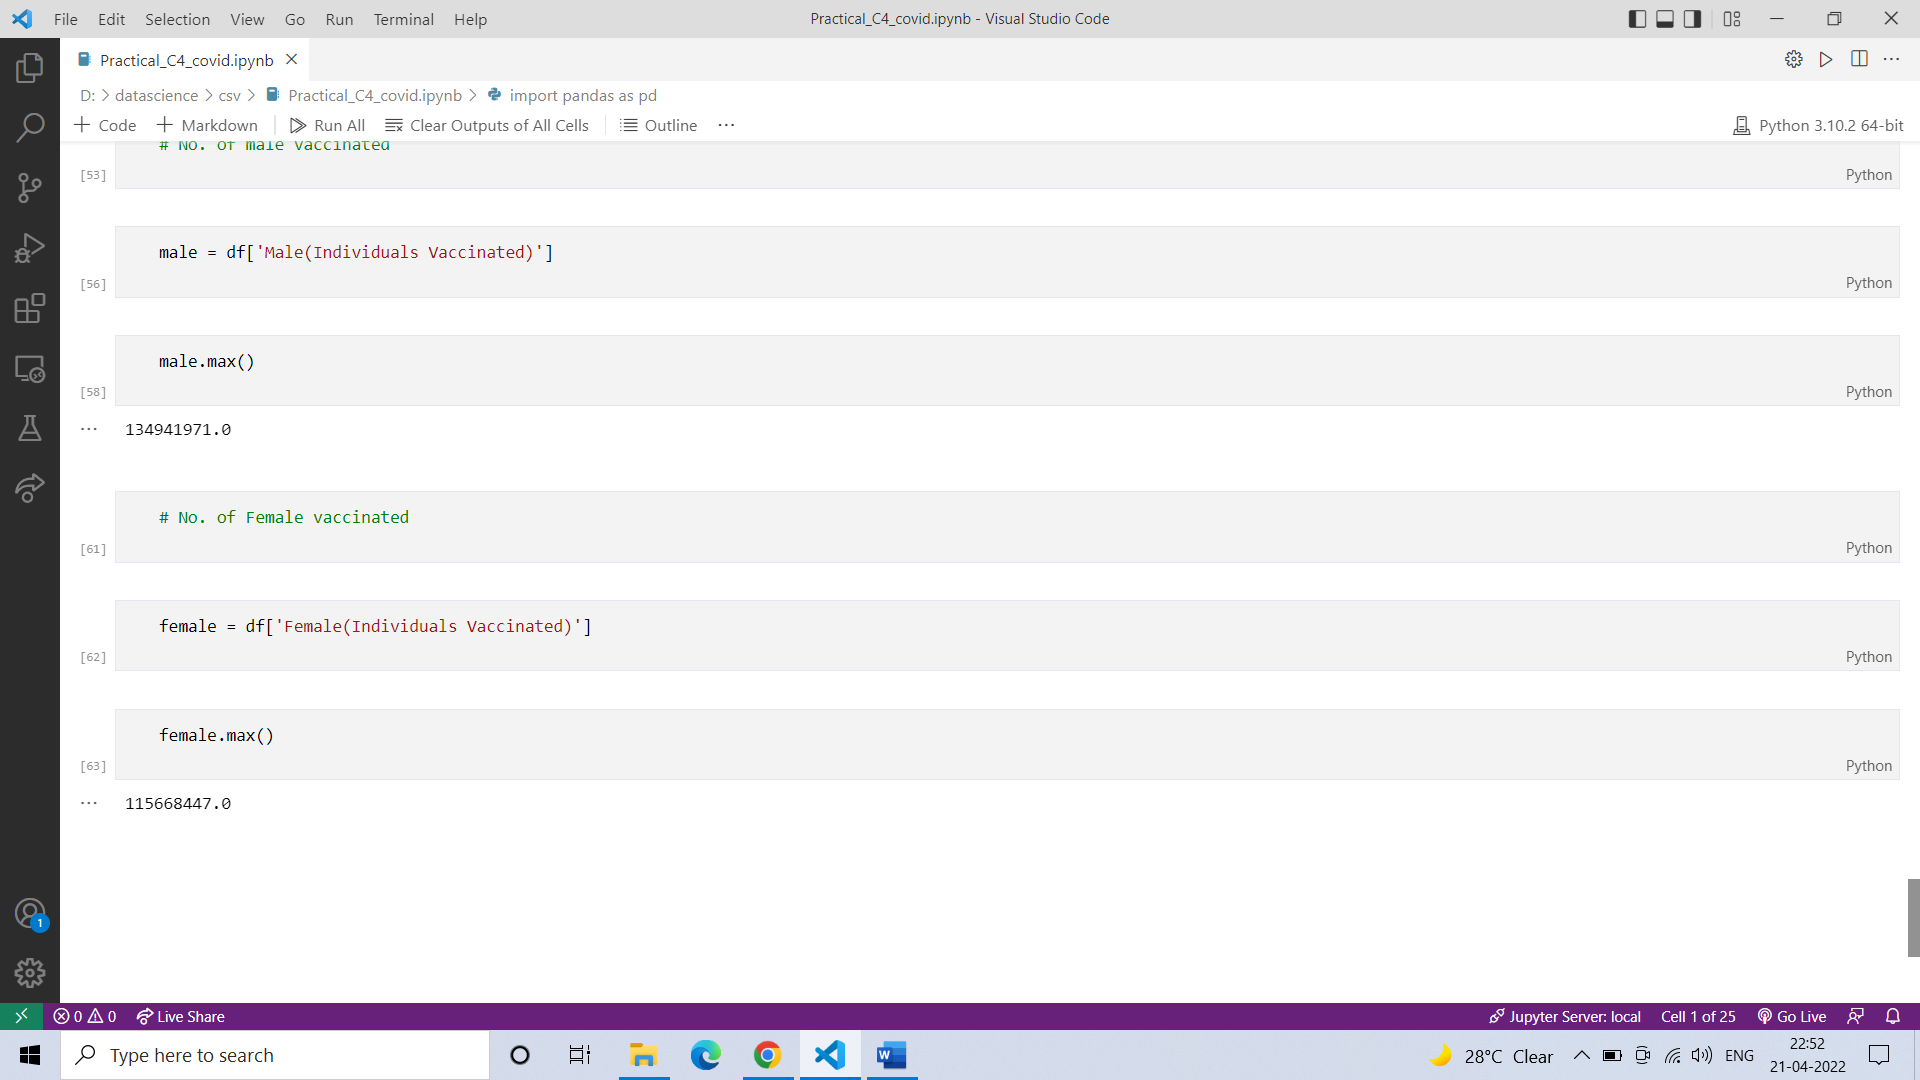 File Edit Selection View Go Run Terminal Help
Practical_C4_covid.ipynb - Visual Studio Code
Practical_C4_covid.ipynb
D: > datascience > csv > Practical_C4_covid.ipynb > import pandas as pd
+ Code + Markdown Run All Clear Outputs of All Cells Outline ...
Python 3.10.2 64-bit
# No. of male vaccinated
[53]
Python
male = df['Male(Individuals Vaccinated)']
[56]
Python
male.max()
[58]
Python
... 134941971.0
# No. of Female vaccinated
[61]
Python
female = df['Female(Individuals Vaccinated)']
[62]
Python
female.max()
[63]
Python
... 115668447.0
1
0 0 Live Share
Jupyter Server: local Cell 1 of 25 Go Live
Type here to search
28°C Clear
ENG
22:52
21-04-2022